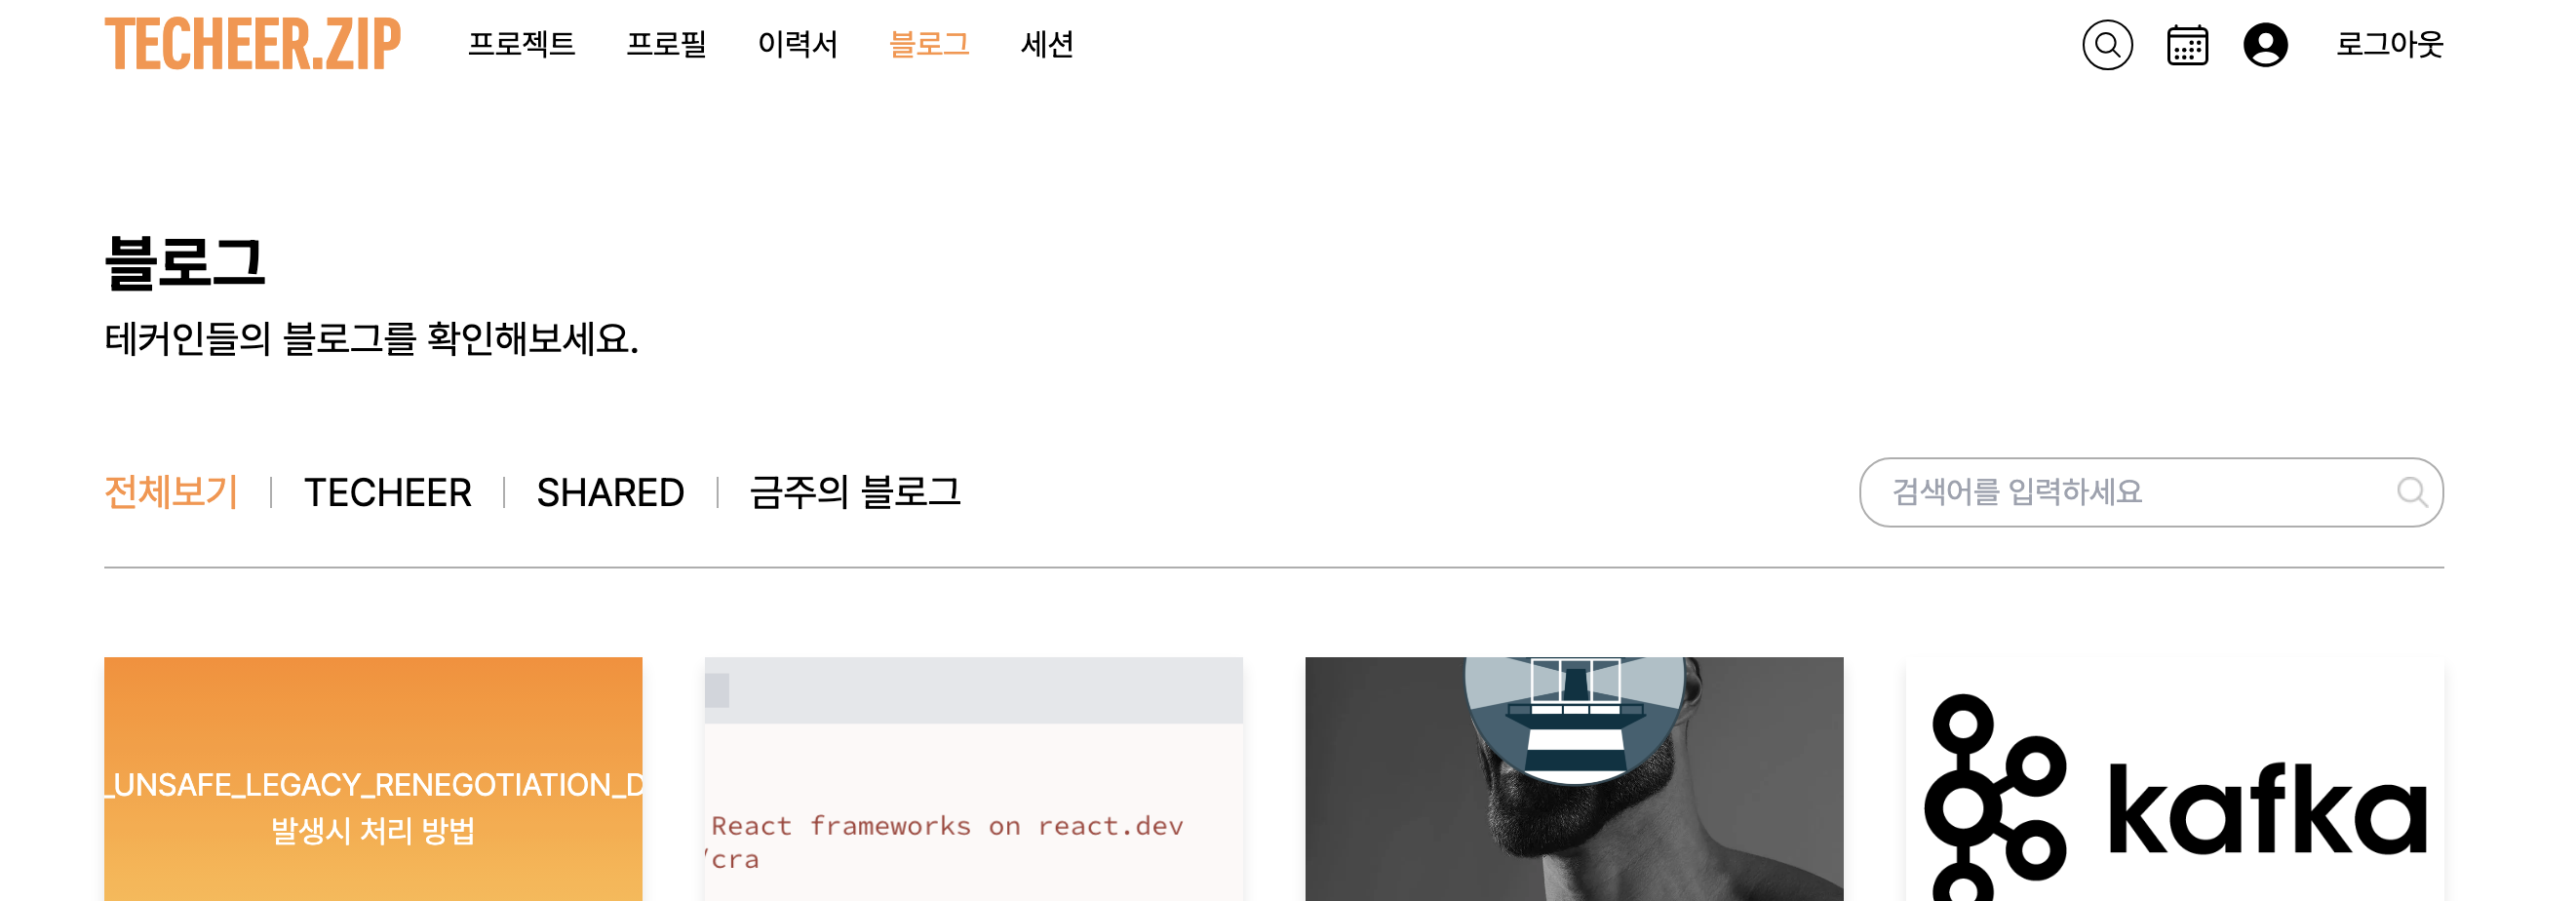 TECHEER.ZIP 프로젝트 프로필 이력서 블로그 세션 로그아웃
블로그
테커인들의 블로그를 확인해보세요.
전체보기 | TECHEER | SHARED | 금주의 블로그 검색어를 입력하세요
_UNSAFE_LEGACY_RENEGOTIATION_D
발생시 처리 방법
React frameworks on react.dev
/cra
kafka